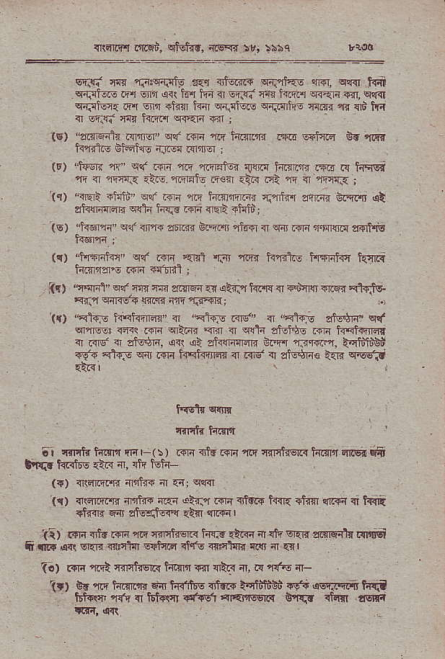 বাংলাদেশ গেজেট, অতিরিক্ত, নভেম্বর ১৮, ১৯৯৭ ৮২৩৫
তদূর্ধ্ব সময় পুনঃঅনুমতি গ্রহণ ব্যতিরেকে অনুপস্থিত থাকা, অথবা বিনা
অনুমতিতে দেশ ত্যাগ এবং ত্রিশ দিন বা তদূর্ধ্ব সময় বিদেশে অবস্থান করা, অথবা
অনুমতিসহ দেশ ত্যাগ করিয়া বিনা অনুমতিতে অনুমোদিত সময়ের পর ষাট দিন
বা তদূর্ধ্ব সময় বিদেশে অবস্থান করা ;
(ড) “প্রয়োজনীয় যোগ্যতা” অর্থ কোন পদে নিয়োগের ক্ষেত্রে তফসিলে উক্ত পদের
বিপরীতে উল্লিখিত ন্যূনতম যোগ্যতা ;
(ঢ) “ফিডার পদ” অর্থ কোন পদে পদোন্নতির মাধ্যমে নিয়োগের ক্ষেত্রে যে নিম্নতর
পদ বা পদসমূহ হইতে পদোন্নতি দেওয়া হইবে সেই পদ বা পদসমূহ ;
(ণ) “বাছাই কমিটি” অর্থ কোন পদে নিয়োগদানের সুপারিশ প্রদানের উদ্দেশ্যে এই
প্রবিধানমালার অধীন নিযুক্ত কোন বাছাই কমিটি ;
(ত) “বিজ্ঞাপন” অর্থ ব্যাপক প্রচারের উদ্দেশ্যে পত্রিকা বা অন্য কোন গণমাধ্যমে প্রকাশিত
বিজ্ঞাপন ;
(থ) “শিক্ষানবিস” অর্থ কোন স্থায়ী শূন্য পদের বিপরীতে শিক্ষানবিস হিসাবে
নিয়োগপ্রাপ্ত কোন কর্মচারী ;
(দ) “সম্মানী” অর্থ সময় সময় প্রয়োজন হয় এইরূপ বিশেষ বা কষ্টসাধ্য কাজের স্বীকৃতি-
স্বরূপ অনাবর্তক ধরণের নগদ পুরস্কার ;
(ধ) “স্বীকৃত বিশ্ববিদ্যালয়” বা “স্বীকৃত বোর্ড” বা “স্বীকৃত প্রতিষ্ঠান” অর্থ
আপাততঃ বলবৎ কোন আইনের দ্বারা বা অধীন প্রতিষ্ঠিত কোন বিশ্ববিদ্যালয়
বা বোর্ড বা প্রতিষ্ঠান, এবং এই প্রবিধানমালার উদ্দেশ্য পূরণকল্পে, ইন্সটিটিউট
কর্তৃক স্বীকৃত অন্য কোন বিশ্ববিদ্যালয় বা বোর্ড বা প্রতিষ্ঠানও ইহার অন্তর্ভুক্ত
হইবে।
দ্বিতীয় অধ্যায়
সরাসরি নিয়োগ
৩। সরাসরি নিয়োগ দান।—(১) কোন ব্যক্তি কোন পদে সরাসরিভাবে নিয়োগ লাভের জন্য
উপযুক্ত বিবেচিত হইবে না, যদি তিনি—
(ক) বাংলাদেশের নাগরিক না হন; অথবা
(খ) বাংলাদেশের নাগরিক নহেন এইরূপ কোন ব্যক্তিকে বিবাহ করিয়া থাকেন বা বিবাহ
করিবার জন্য প্রতিশ্রুতিবদ্ধ হইয়া থাকেন।
(২) কোন ব্যক্তি কোন পদে সরাসরিভাবে নিযুক্ত হইবেন না যদি তাহার প্রয়োজনীয় যোগ্যতা
না থাকে এবং তাহার বয়ঃসীমা তফসিলে বর্ণিত বয়ঃসীমার মধ্যে না হয়।
(৩) কোন পদেই সরাসরিভাবে নিয়োগ করা যাইবে না, যে পর্যন্ত না—
(ক) উক্ত পদে নিয়োগের জন্য নির্বাচিত ব্যক্তিকে ইন্সটিটিউট কর্তৃক এতদুদ্দেশ্যে নিযুক্ত
চিকিৎসা পর্ষদ বা চিকিৎসা কর্মকর্তা স্বাস্থ্যগতভাবে উপযুক্ত বলিয়া প্রত্যয়ন
করেন, এবং